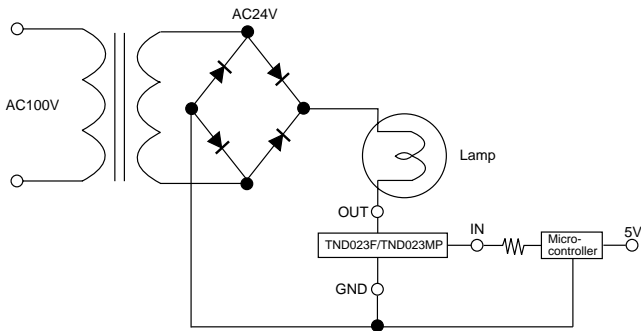 AC24V
AC100V
Lamp
OUT
TND023F/TND023MP
IN
Micro-
controller
5V
GND